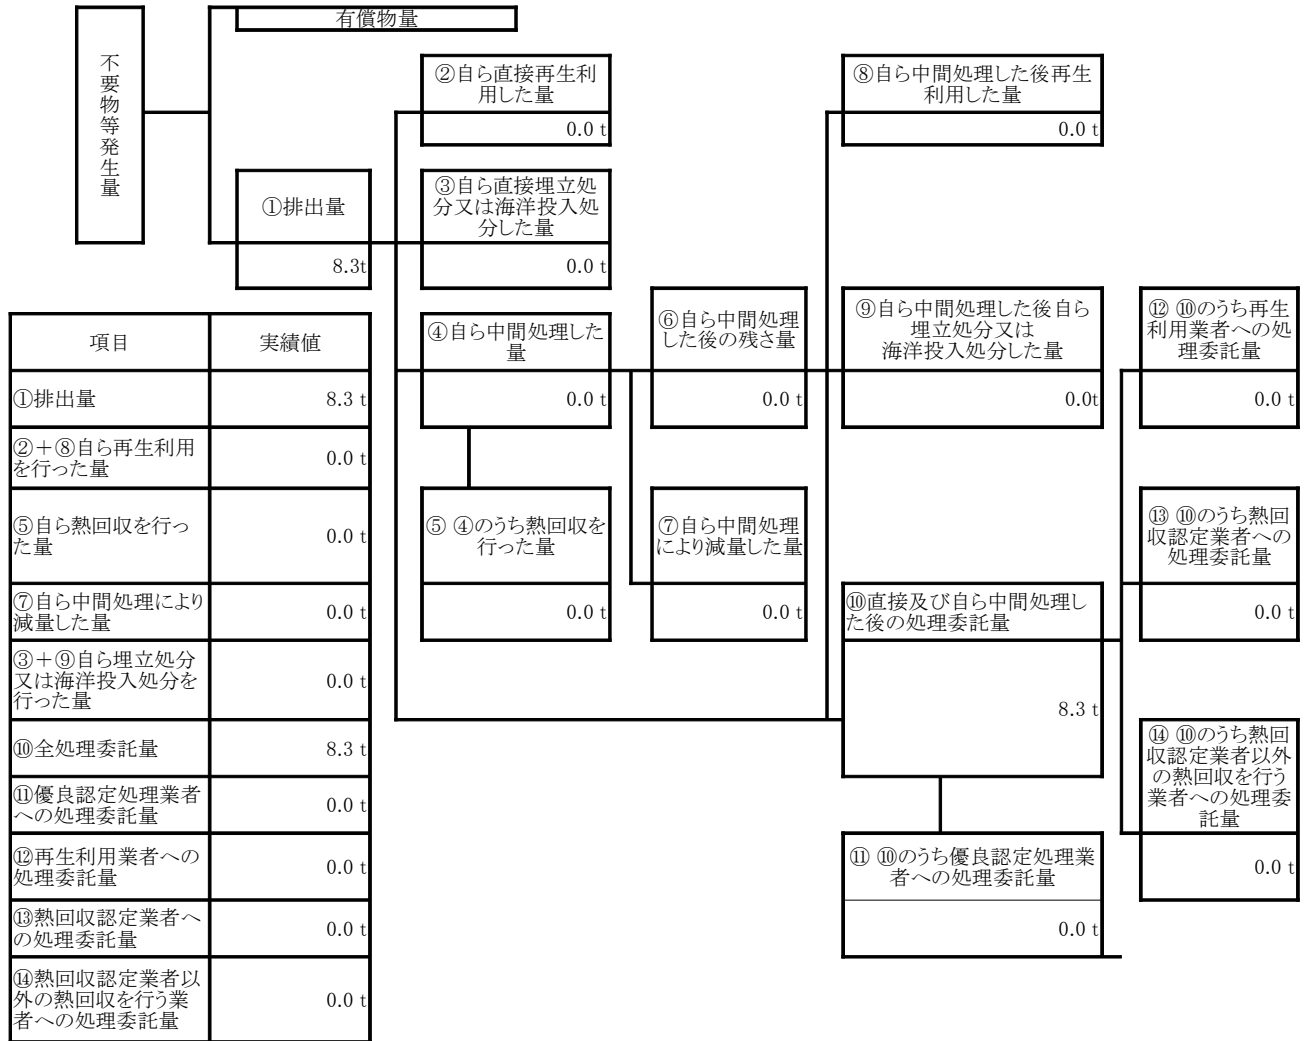 有償物量
不要物等発生量
②自ら直接再生利
用した量
0.0 t
⑧自ら中間処理した後再生
利用した量
0.0 t
①排出量
8.3t
③自ら直接埋立処
分又は海洋投入処
分した量
0.0 t
④自ら中間処理した
量
0.0 t
⑥自ら中間処理
した後の残さ量
0.0 t
⑨自ら中間処理した後自ら
埋立処分又は
海洋投入処分した量
0.0t
⑫ ⑩のうち再生
利用業者への処
理委託量
0.0 t
⑤ ④のうち熱回収を
行った量
0.0 t
⑦自ら中間処理
により減量した量
0.0 t
⑩直接及び自ら中間処理し
た後の処理委託量
8.3 t
⑬ ⑩のうち熱回
収認定業者への
処理委託量
0.0 t
⑭ ⑩のうち熱回
収認定業者以外
の熱回収を行う
業者への処理委
託量
0.0 t
⑪ ⑩のうち優良認定処理業
者への処理委託量
0.0 t
項目 実績値
①排出量 8.3 t
②+⑧自ら再生利用
を行った量 0.0 t
⑤自ら熱回収を行っ
た量 0.0 t
⑦自ら中間処理により
減量した量 0.0 t
③+⑨自ら埋立処分
又は海洋投入処分を
行った量 0.0 t
⑩全処理委託量 8.3 t
⑪優良認定処理業者
への処理委託量 0.0 t
⑫再生利用業者への
処理委託量 0.0 t
⑬熱回収認定業者へ
の処理委託量 0.0 t
⑭熱回収認定業者以
外の熱回収を行う業
者への処理委託量 0.0 t